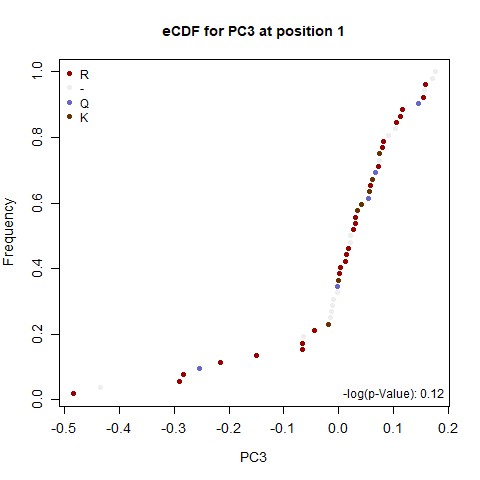 eCDF for PC3 at position 1
R
-
Q
K
1.0
0.8
0.6
0.4
0.2
0.0
Frequency
-log(p-Value): 0.12
-0.5 -0.4 -0.3 -0.2 -0.1 0.0 0.1 0.2
PC3